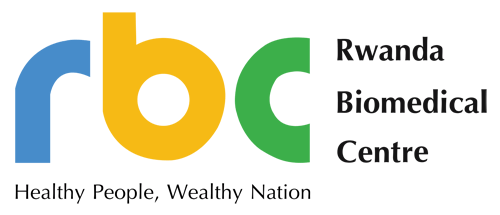 rbc
Rwanda
Biomedical
Centre
Healthy People, Wealthy Nation